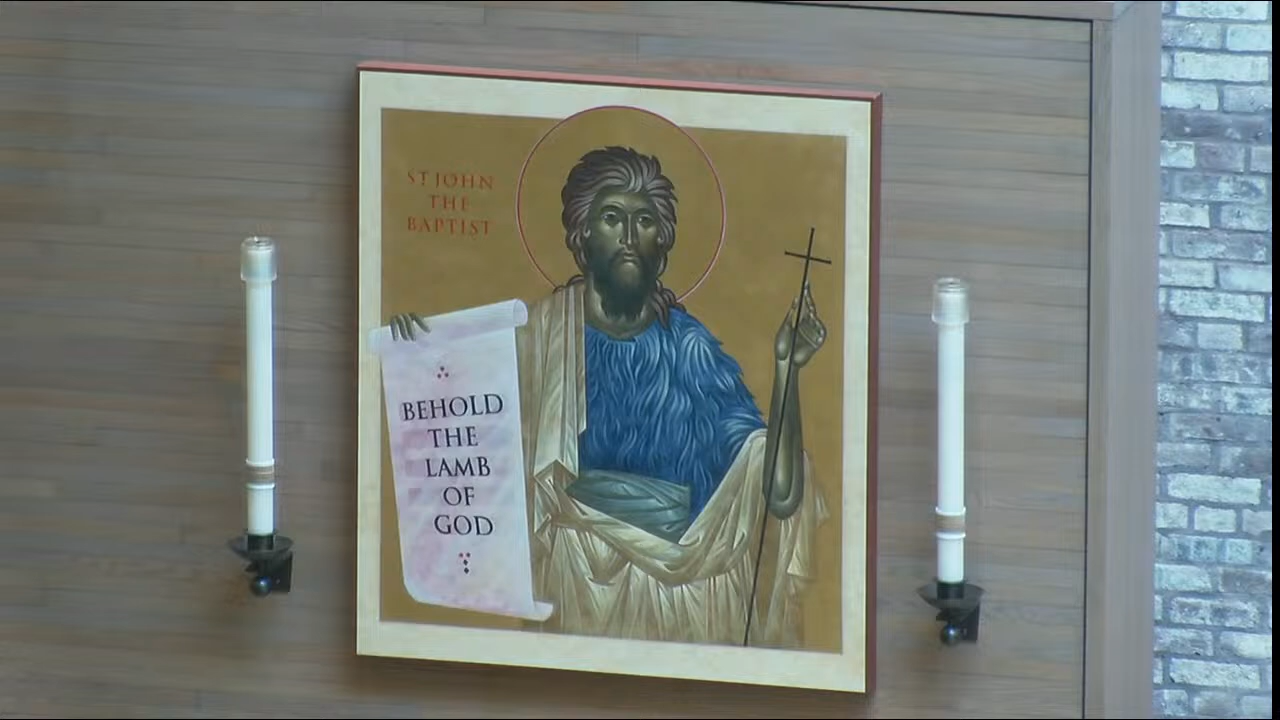 ST JOHN
THE
BAPTIST
BEHOLD
THE
LAMB
OF
GOD